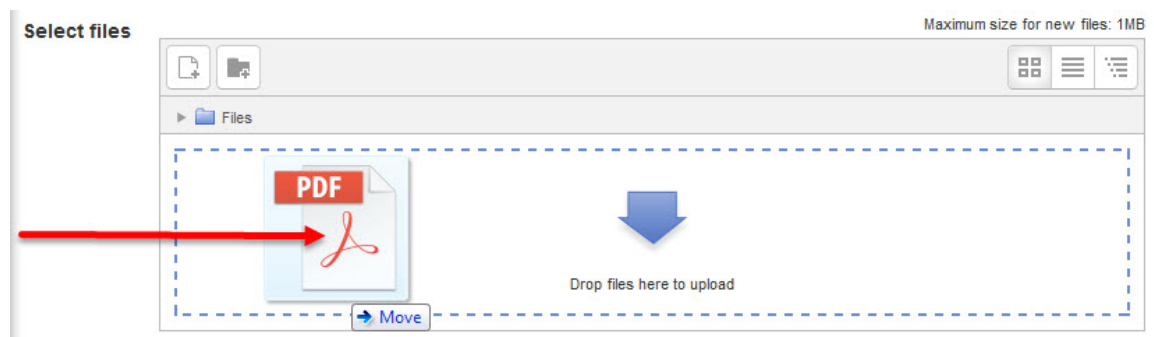 Select files
Maximum size for new files: 1MB
Files
PDF
Drop files here to upload
Move